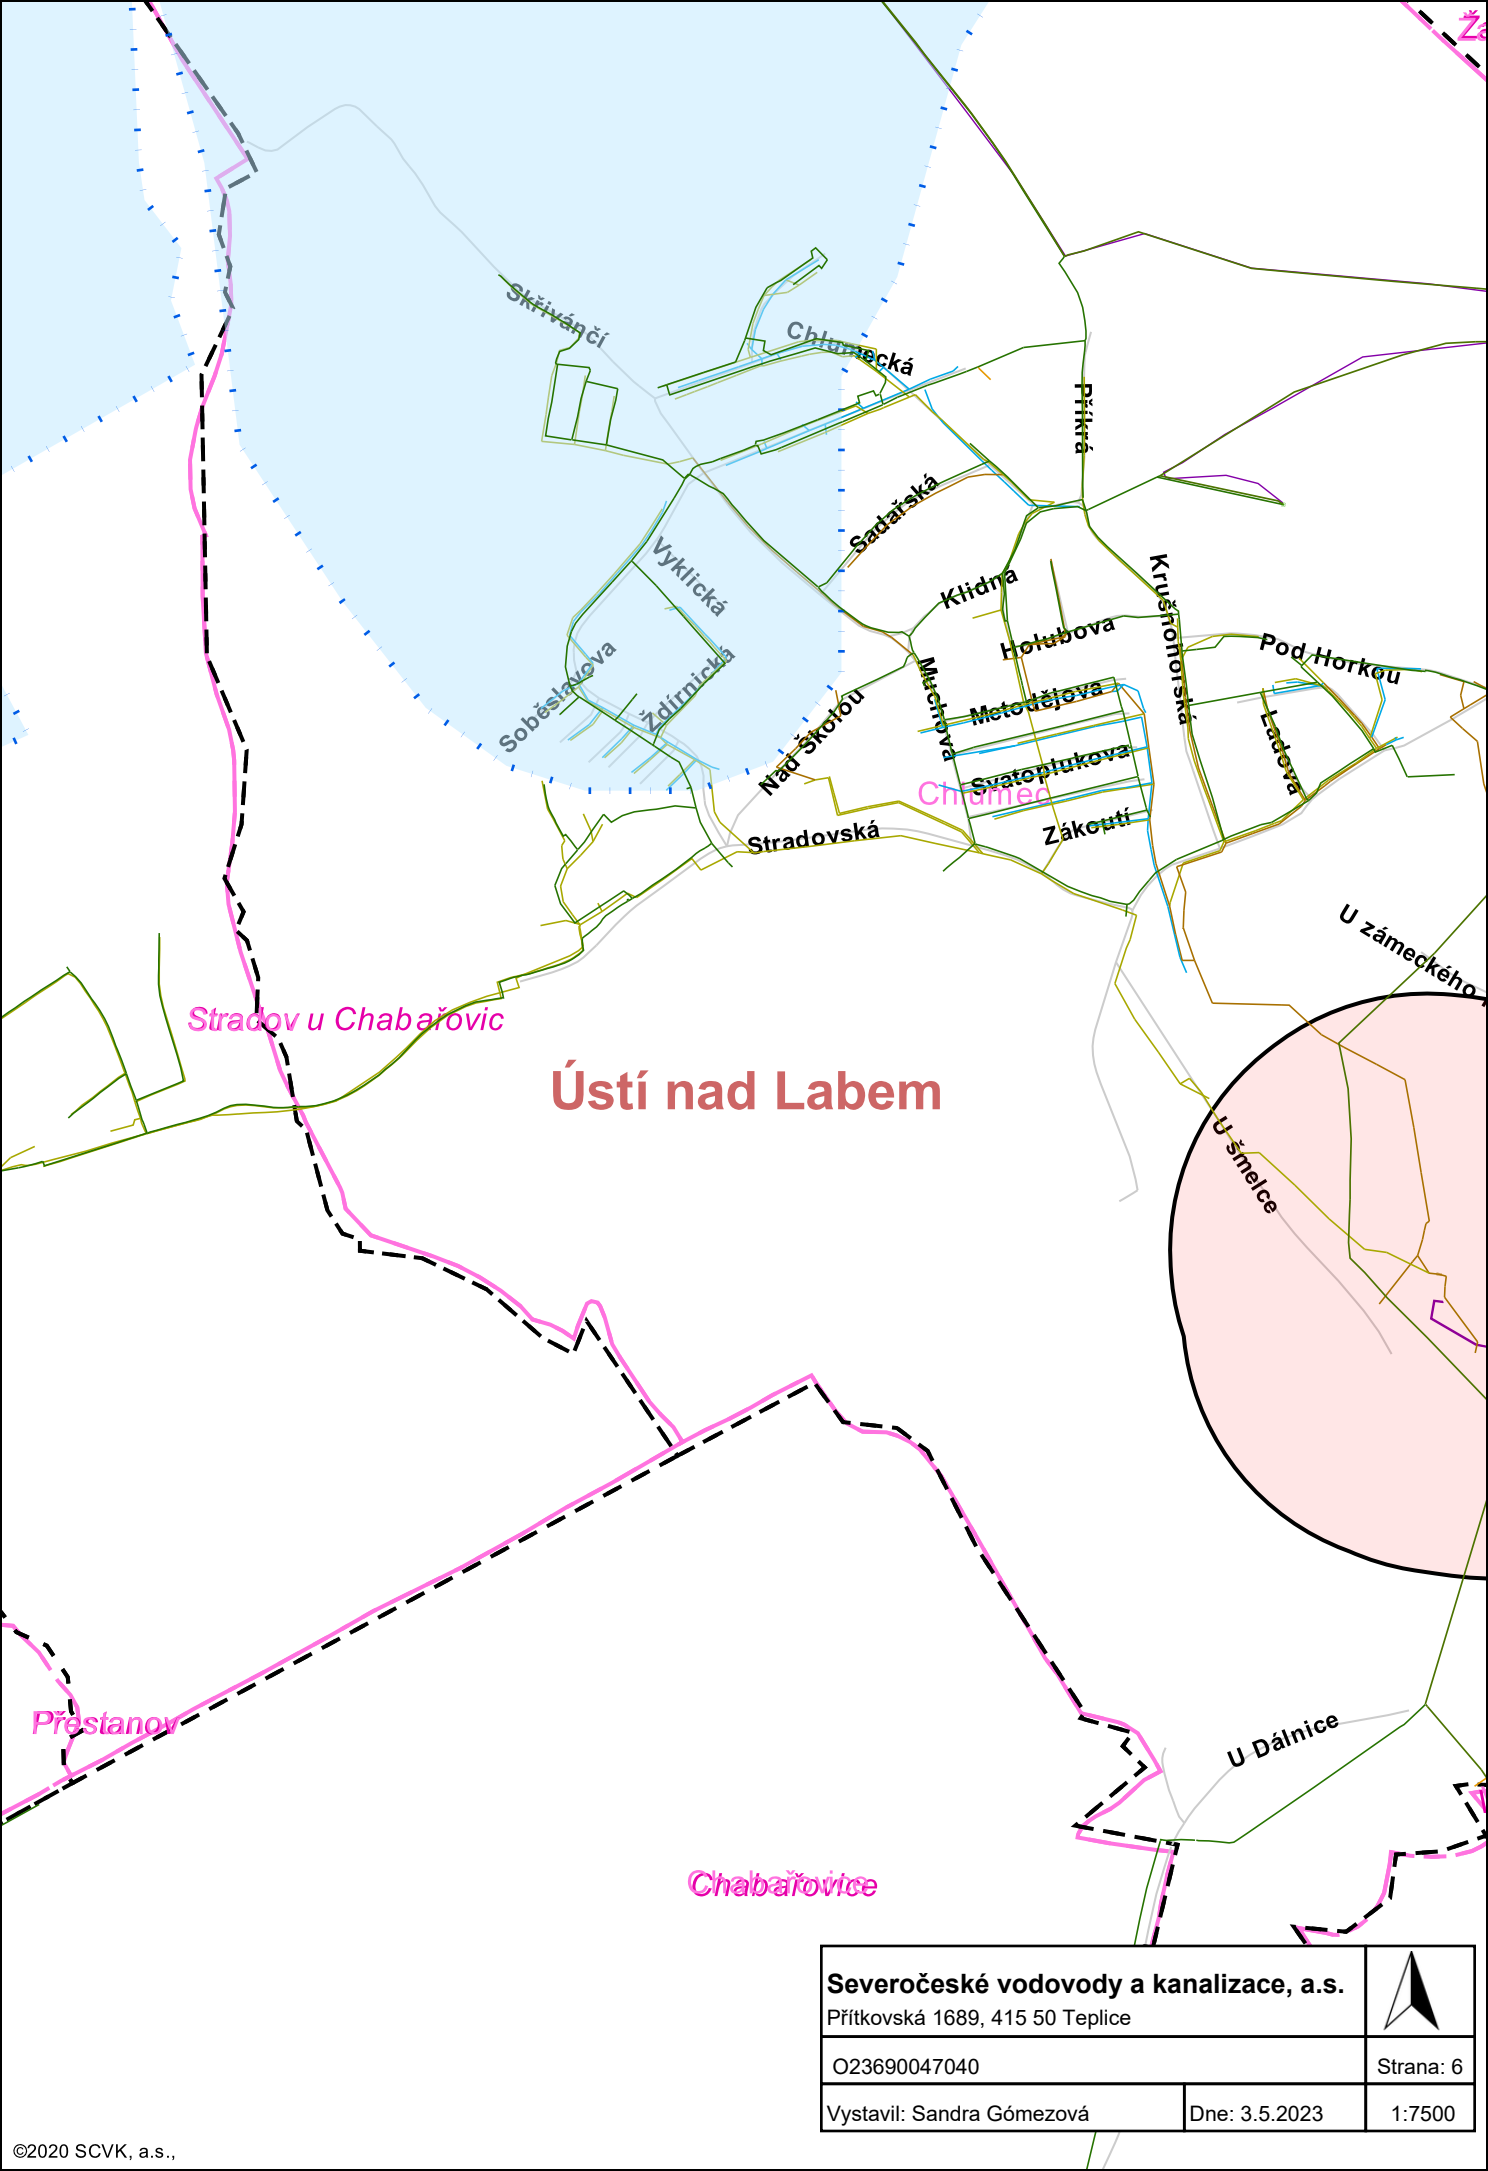 Skřivánčí
Chlumecká
Příkrá
Sadařská
Vyklická
Klidná
Holubova
Krušnohorská
Pod Horkou
Soběslavova
Ždírnická
Muchova
Metodějova
Nad Školou
Svatoplukova
Ladova
Chlumec
Stradovská
Zákoutí
U zámeckého
Stradov u Chabařovic
Ústí nad Labem
U šmelce
Přestanov
U Dálnice
Chabařovice
Chabařovice
Severočeské vodovody a kanalizace, a.s.
Přítkovská 1689, 415 50 Teplice
O23690047040
Strana: 6
Vystavil: Sandra Gómezová
Dne: 3.5.2023
1:7500
©2020 SCVK, a.s.,